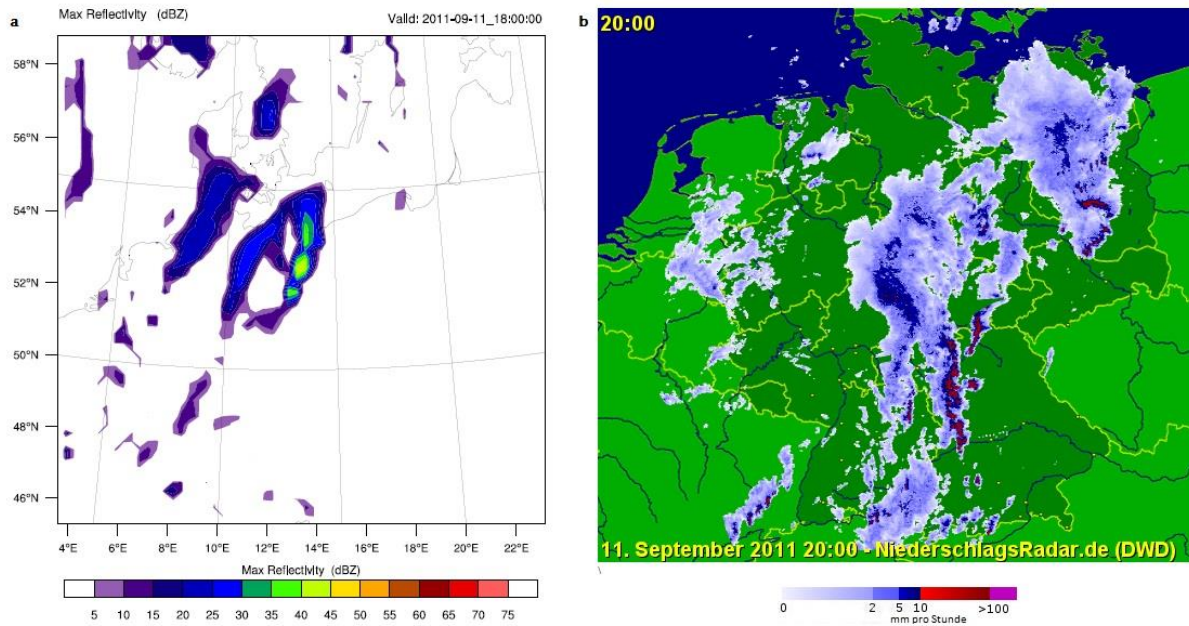 a
Max Reflectivity (dBZ)
Valid: 2011-09-11_18:00:00
58°N
56°N
54°N
52°N
50°N
48°N
46°N
4°E 6°E 8°E 10°E 12°E 14°E 16°E 18°E 20°E 22°E
Max Reflectivity (dBZ)
5 10 15 20 25 30 35 40 45 50 55 60 65 70 75
b
20:00
11. September 2011 20:00 - NiederschlagsRadar.de (DWD)
\
0 2 5 10 >100
mm pro Stunde